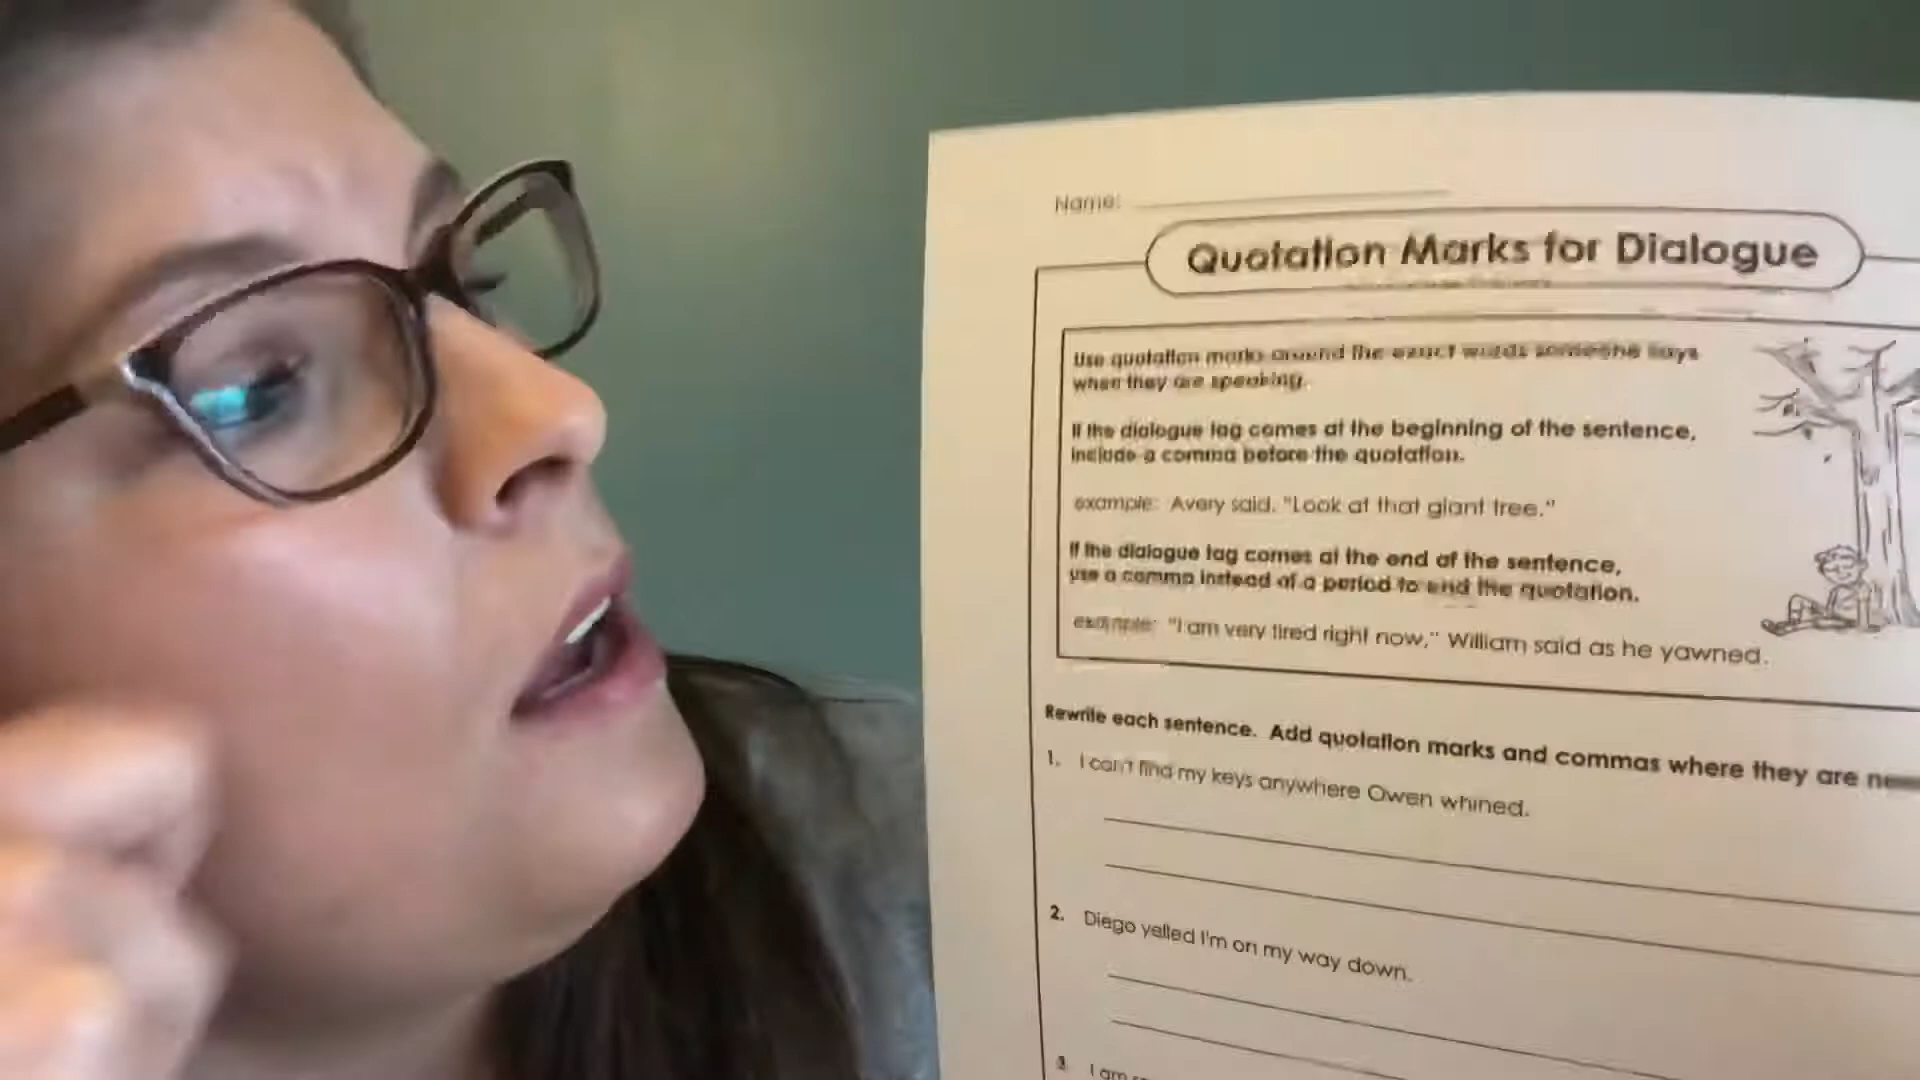 Name:
Quotation Marks for Dialogue
Use quotation marks around the exact words someone says
when they are speaking.
If the dialogue tag comes at the beginning of the sentence,
include a comma before the quotation.
example: Avery said, "Look at that giant tree."
If the dialogue tag comes at the end of the sentence,
use a comma instead of a period to end the quotation.
example: "I am very tired right now," William said as he yawned.
Rewrite each sentence. Add quotation marks and commas where they are
1. I can't find my keys anywhere Owen whined.
2. Diego yelled I'm on my way down.
3. I am